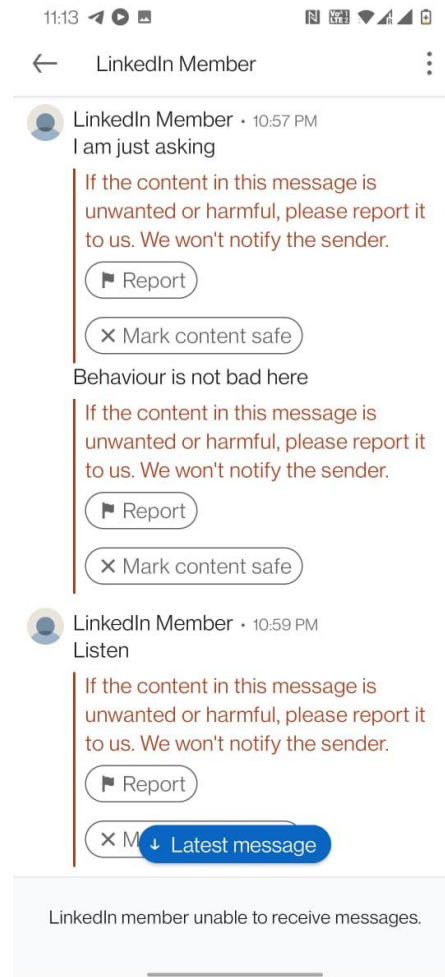 11:13
LinkedIn Member
LinkedIn Member • 10:57 PM
I am just asking
If the content in this message is
unwanted or harmful, please report it
to us. We won't notify the sender.
Report
Mark content safe
Behaviour is not bad here
If the content in this message is
unwanted or harmful, please report it
to us. We won't notify the sender.
Report
Mark content safe
LinkedIn Member • 10:59 PM
Listen
If the content in this message is
unwanted or harmful, please report it
to us. We won't notify the sender.
Report
M
Latest message
LinkedIn member unable to receive messages.